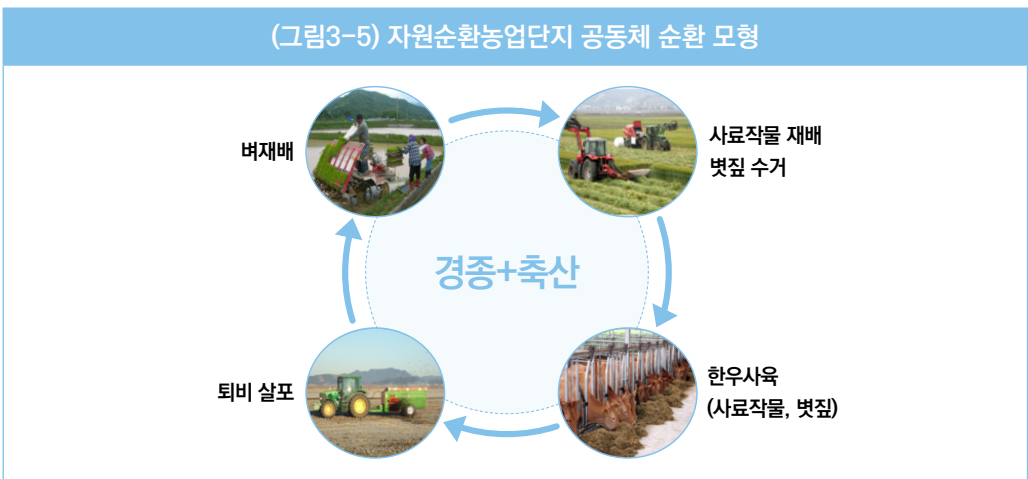 (그림3-5) 자원순환농업단지 공동체 순환 모형
벼재배
사료작물 재배
볏짚 수거
경종+축산
퇴비 살포
한우사육
(사료작물, 볏짚)